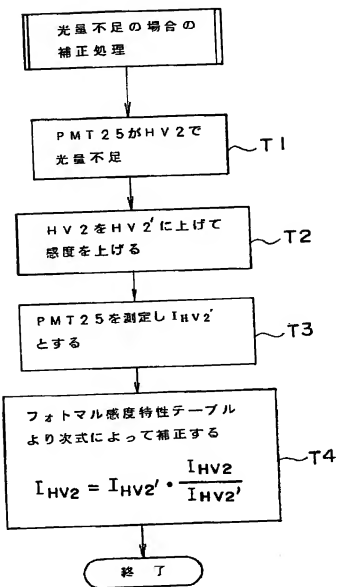 光量不足の場合の
補正処理
PMT25がHV2で
光量不足
T1
HV2をHV2'に上げて
感度を上げる
T2
PMT25を測定しIHV2'
とする
T3
フォトマル感度特性テーブル
より次式によって補正する
IHV2 = IHV2' · IHV2 / IHV2'
T4
終了